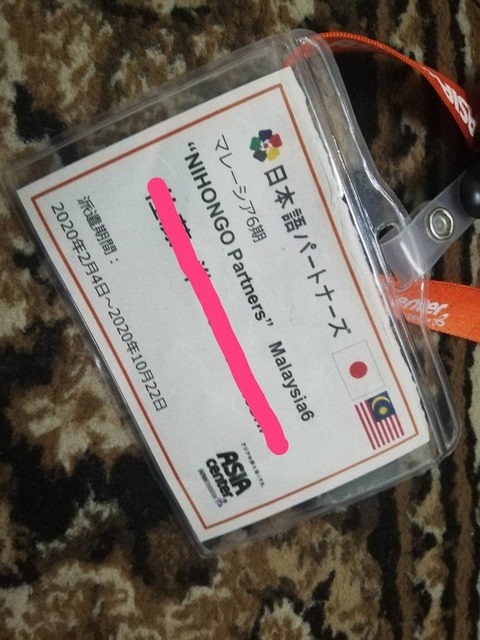 日本語パートナーズ
マレーシア6期
“NIHONGO Partners” Malaysia6
派遣期間：
2020年2月4日～2020年10月22日
ASIA
center
center